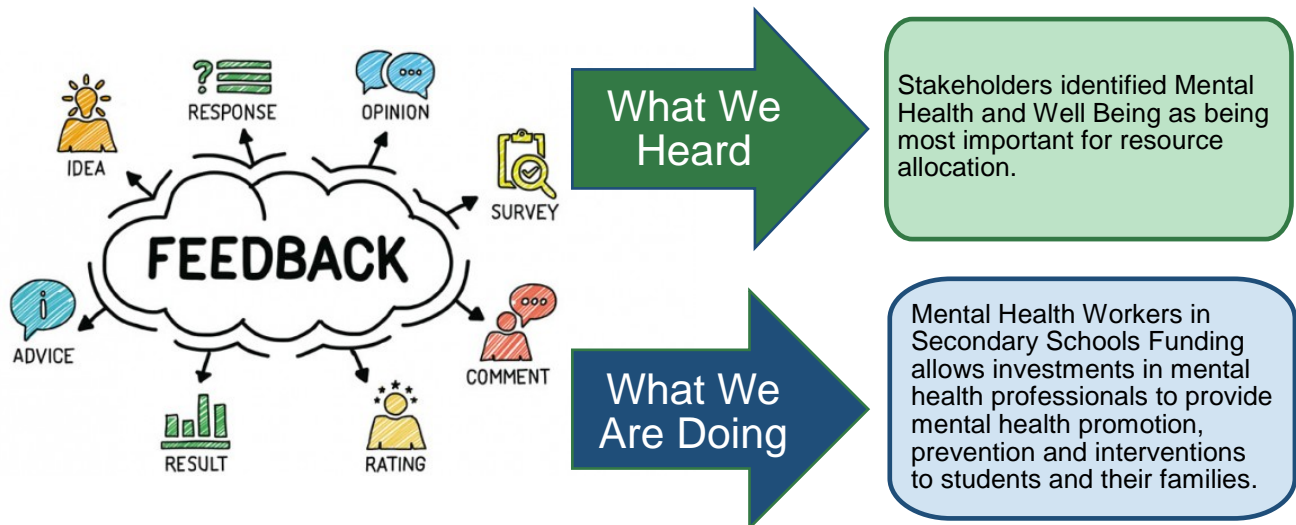 IDEA
RESPONSE
OPINION
SURVEY
FEEDBACK
ADVICE
COMMENT
RESULT
RATING
What We
Heard
Stakeholders identified Mental
Health and Well Being as being
most important for resource
allocation.
What We
Are Doing
Mental Health Workers in
Secondary Schools Funding
allows investments in mental
health professionals to provide
mental health promotion,
prevention and interventions
to students and their families.